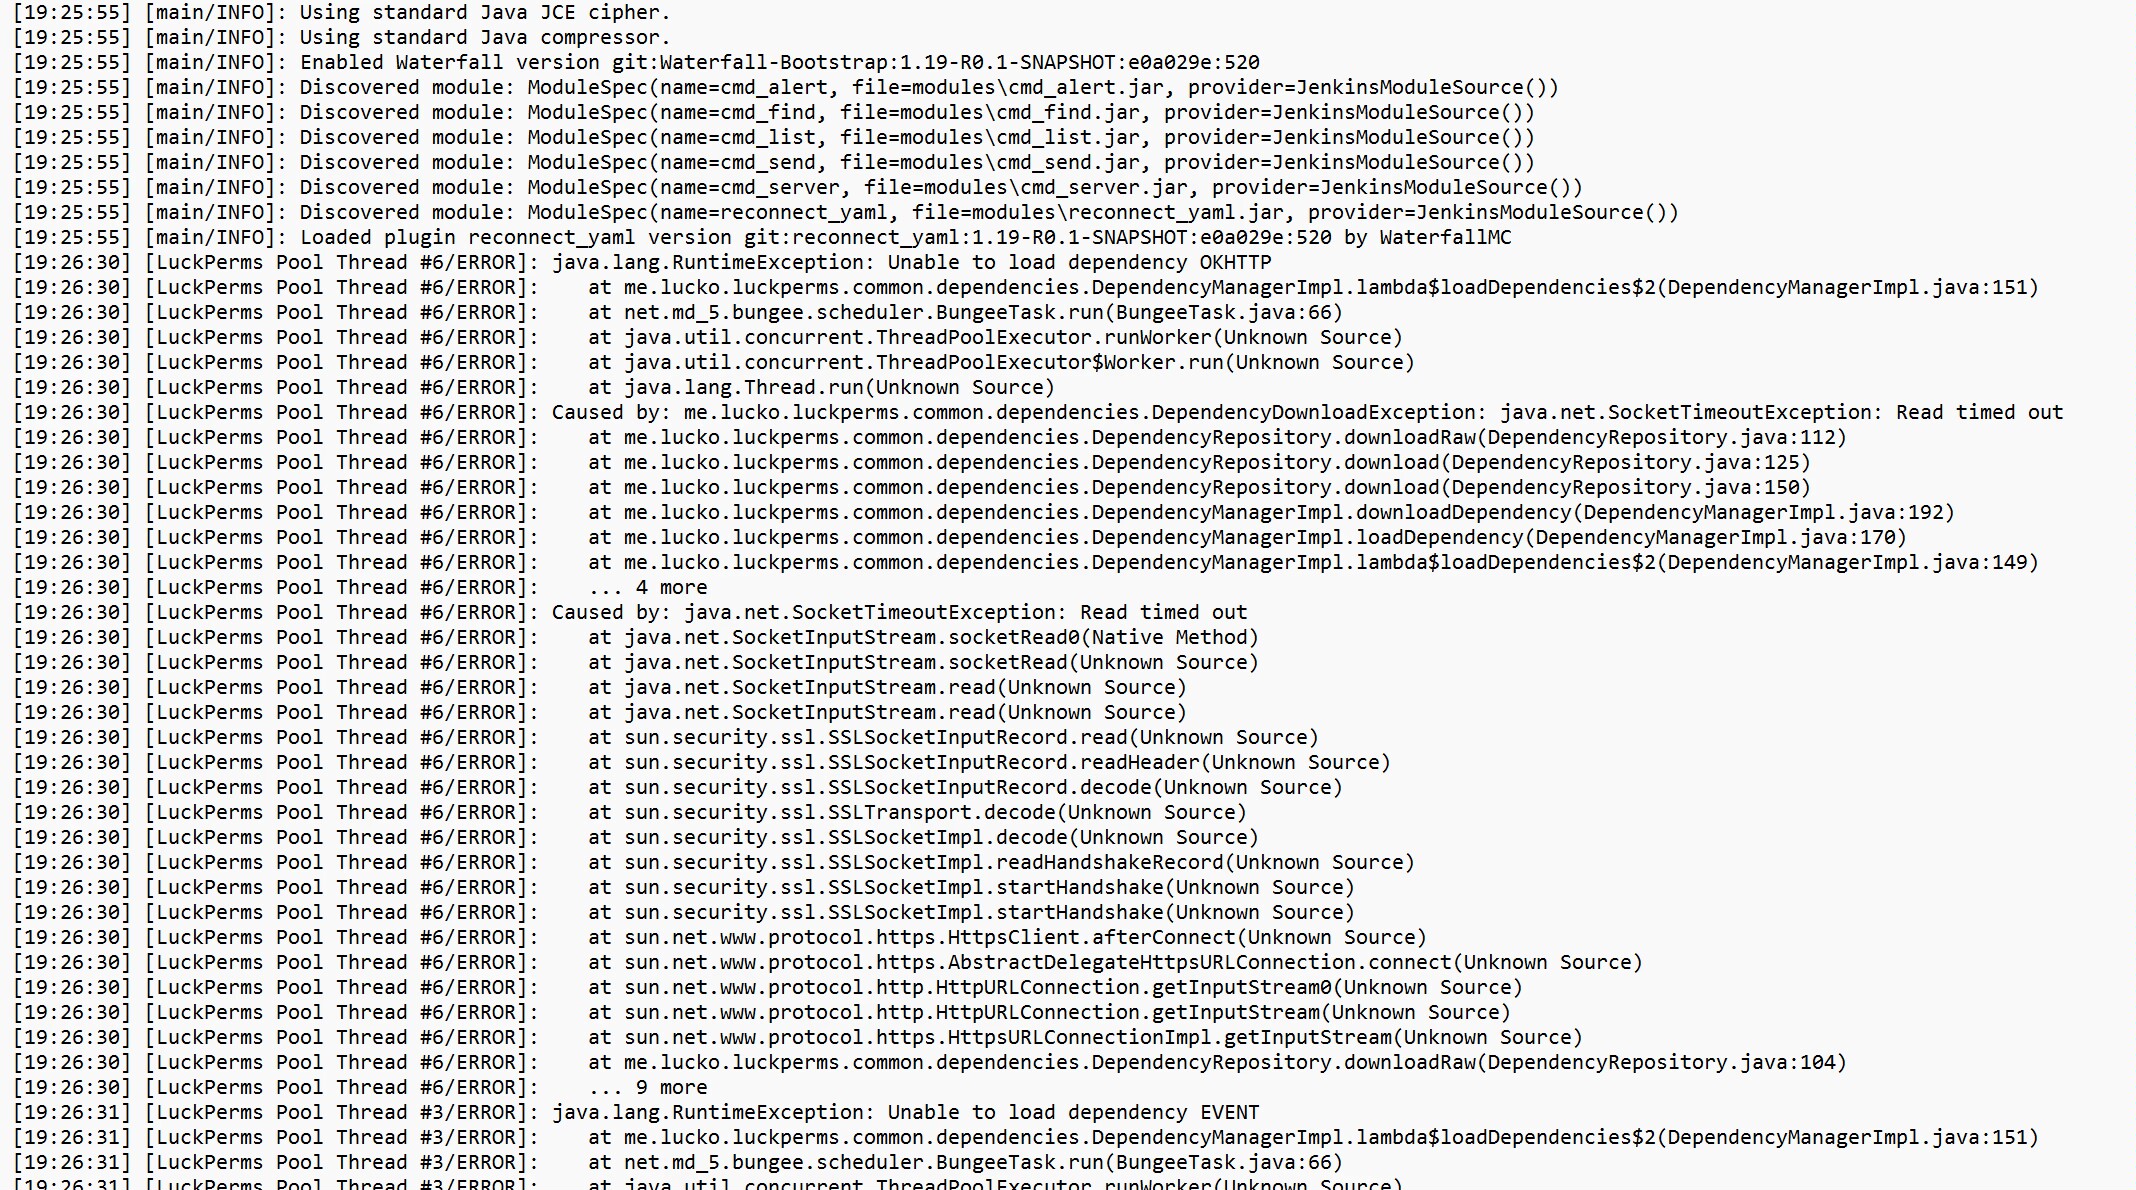 [19:25:55] [main/INFO]: Using standard Java JCE cipher.
[19:25:55] [main/INFO]: Using standard Java compressor.
[19:25:55] [main/INFO]: Enabled Waterfall version git:Waterfall-Bootstrap:1.19-R0.1-SNAPSHOT:e0a029e:520
[19:25:55] [main/INFO]: Discovered module: ModuleSpec(name=cmd_alert, file=modules\cmd_alert.jar, provider=JenkinsModuleSource())
[19:25:55] [main/INFO]: Discovered module: ModuleSpec(name=cmd_find, file=modules\cmd_find.jar, provider=JenkinsModuleSource())
[19:25:55] [main/INFO]: Discovered module: ModuleSpec(name=cmd_list, file=modules\cmd_list.jar, provider=JenkinsModuleSource())
[19:25:55] [main/INFO]: Discovered module: ModuleSpec(name=cmd_send, file=modules\cmd_send.jar, provider=JenkinsModuleSource())
[19:25:55] [main/INFO]: Discovered module: ModuleSpec(name=cmd_server, file=modules\cmd_server.jar, provider=JenkinsModuleSource())
[19:25:55] [main/INFO]: Discovered module: ModuleSpec(name=reconnect_yaml, file=modules\reconnect_yaml.jar, provider=JenkinsModuleSource())
[19:25:55] [main/INFO]: Loaded plugin reconnect_yaml version git:reconnect_yaml:1.19-R0.1-SNAPSHOT:e0a029e:520 by WaterfallMC
[19:26:30] [LuckPerms Pool Thread #6/ERROR]: java.lang.RuntimeException: Unable to load dependency OKHTTP
[19:26:30] [LuckPerms Pool Thread #6/ERROR]:    at me.lucko.luckperms.common.dependencies.DependencyManagerImpl.lambda$loadDependencies$2(DependencyManagerImpl.java:151)
[19:26:30] [LuckPerms Pool Thread #6/ERROR]:    at net.md_5.bungee.scheduler.BungeeTask.run(BungeeTask.java:66)
[19:26:30] [LuckPerms Pool Thread #6/ERROR]:    at java.util.concurrent.ThreadPoolExecutor.runWorker(Unknown Source)
[19:26:30] [LuckPerms Pool Thread #6/ERROR]:    at java.util.concurrent.ThreadPoolExecutor$Worker.run(Unknown Source)
[19:26:30] [LuckPerms Pool Thread #6/ERROR]:    at java.lang.Thread.run(Unknown Source)
[19:26:30] [LuckPerms Pool Thread #6/ERROR]: Caused by: me.lucko.luckperms.common.dependencies.DependencyDownloadException: java.net.SocketTimeoutException: Read timed out
[19:26:30] [LuckPerms Pool Thread #6/ERROR]:    at me.lucko.luckperms.common.dependencies.DependencyRepository.downloadRaw(DependencyRepository.java:112)
[19:26:30] [LuckPerms Pool Thread #6/ERROR]:    at me.lucko.luckperms.common.dependencies.DependencyRepository.download(DependencyRepository.java:125)
[19:26:30] [LuckPerms Pool Thread #6/ERROR]:    at me.lucko.luckperms.common.dependencies.DependencyRepository.download(DependencyRepository.java:150)
[19:26:30] [LuckPerms Pool Thread #6/ERROR]:    at me.lucko.luckperms.common.dependencies.DependencyManagerImpl.downloadDependency(DependencyManagerImpl.java:192)
[19:26:30] [LuckPerms Pool Thread #6/ERROR]:    at me.lucko.luckperms.common.dependencies.DependencyManagerImpl.loadDependency(DependencyManagerImpl.java:170)
[19:26:30] [LuckPerms Pool Thread #6/ERROR]:    at me.lucko.luckperms.common.dependencies.DependencyManagerImpl.lambda$loadDependencies$2(DependencyManagerImpl.java:149)
[19:26:30] [LuckPerms Pool Thread #6/ERROR]:    ... 4 more
[19:26:30] [LuckPerms Pool Thread #6/ERROR]: Caused by: java.net.SocketTimeoutException: Read timed out
[19:26:30] [LuckPerms Pool Thread #6/ERROR]:    at java.net.SocketInputStream.socketRead0(Native Method)
[19:26:30] [LuckPerms Pool Thread #6/ERROR]:    at java.net.SocketInputStream.socketRead(Unknown Source)
[19:26:30] [LuckPerms Pool Thread #6/ERROR]:    at java.net.SocketInputStream.read(Unknown Source)
[19:26:30] [LuckPerms Pool Thread #6/ERROR]:    at java.net.SocketInputStream.read(Unknown Source)
[19:26:30] [LuckPerms Pool Thread #6/ERROR]:    at sun.security.ssl.SSLSocketInputRecord.read(Unknown Source)
[19:26:30] [LuckPerms Pool Thread #6/ERROR]:    at sun.security.ssl.SSLSocketInputRecord.readHeader(Unknown Source)
[19:26:30] [LuckPerms Pool Thread #6/ERROR]:    at sun.security.ssl.SSLSocketInputRecord.decode(Unknown Source)
[19:26:30] [LuckPerms Pool Thread #6/ERROR]:    at sun.security.ssl.SSLTransport.decode(Unknown Source)
[19:26:30] [LuckPerms Pool Thread #6/ERROR]:    at sun.security.ssl.SSLSocketImpl.decode(Unknown Source)
[19:26:30] [LuckPerms Pool Thread #6/ERROR]:    at sun.security.ssl.SSLSocketImpl.readHandshakeRecord(Unknown Source)
[19:26:30] [LuckPerms Pool Thread #6/ERROR]:    at sun.security.ssl.SSLSocketImpl.startHandshake(Unknown Source)
[19:26:30] [LuckPerms Pool Thread #6/ERROR]:    at sun.security.ssl.SSLSocketImpl.startHandshake(Unknown Source)
[19:26:30] [LuckPerms Pool Thread #6/ERROR]:    at sun.net.www.protocol.https.HttpsClient.afterConnect(Unknown Source)
[19:26:30] [LuckPerms Pool Thread #6/ERROR]:    at sun.net.www.protocol.https.AbstractDelegateHttpsURLConnection.connect(Unknown Source)
[19:26:30] [LuckPerms Pool Thread #6/ERROR]:    at sun.net.www.protocol.http.HttpURLConnection.getInputStream0(Unknown Source)
[19:26:30] [LuckPerms Pool Thread #6/ERROR]:    at sun.net.www.protocol.http.HttpURLConnection.getInputStream(Unknown Source)
[19:26:30] [LuckPerms Pool Thread #6/ERROR]:    at sun.net.www.protocol.https.HttpsURLConnectionImpl.getInputStream(Unknown Source)
[19:26:30] [LuckPerms Pool Thread #6/ERROR]:    at me.lucko.luckperms.common.dependencies.DependencyRepository.downloadRaw(DependencyRepository.java:104)
[19:26:30] [LuckPerms Pool Thread #6/ERROR]:    ... 9 more
[19:26:31] [LuckPerms Pool Thread #3/ERROR]: java.lang.RuntimeException: Unable to load dependency EVENT
[19:26:31] [LuckPerms Pool Thread #3/ERROR]:    at me.lucko.luckperms.common.dependencies.DependencyManagerImpl.lambda$loadDependencies$2(DependencyManagerImpl.java:151)
[19:26:31] [LuckPerms Pool Thread #3/ERROR]:    at net.md_5.bungee.scheduler.BungeeTask.run(BungeeTask.java:66)
[19:26:31] [LuckPerms Pool Thread #3/ERROR]:    at java.util.concurrent.ThreadPoolExecutor.runWorker(Unknown Source)